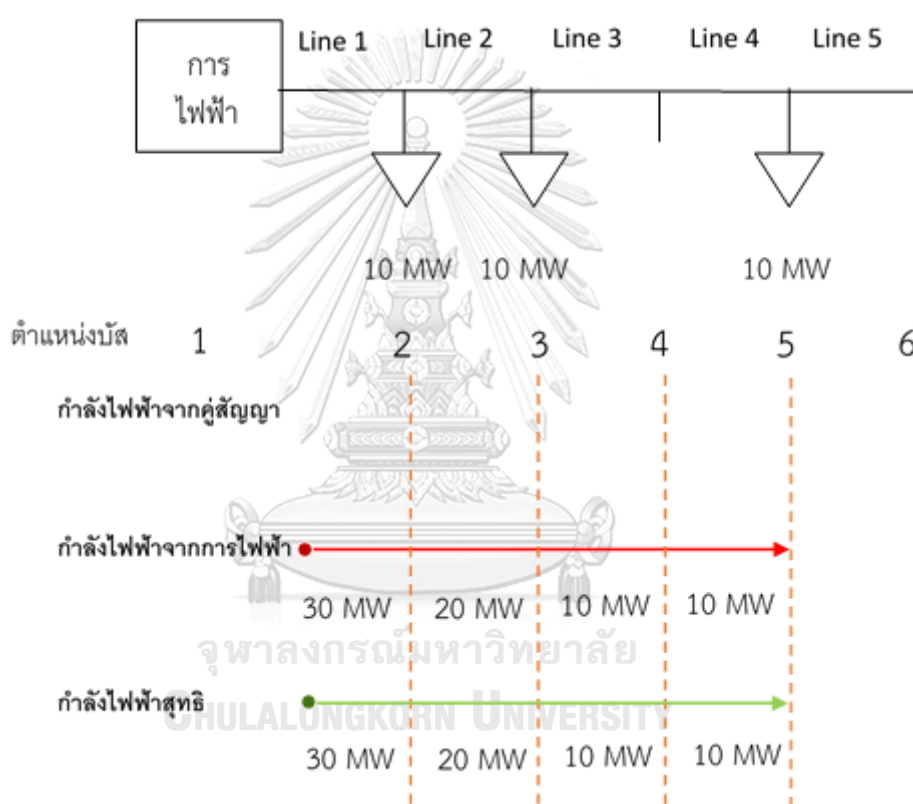 Line 1 Line 2 Line 3 Line 4 Line 5
การ
ไฟฟ้า
10 MW 10 MW 10 MW
ตำแหน่งบัส 1 2 3 4 5 6
กำลังไฟฟ้าจากคู่สัญญา
กำลังไฟฟ้าจากการไฟฟ้า
30 MW 20 MW 10 MW 10 MW
จุฬาลงกรณ์มหาวิทยาลัย
กำลังไฟฟ้าสุทธิ
CHULALONGKORN UNIVERSITY
30 MW 20 MW 10 MW 10 MW